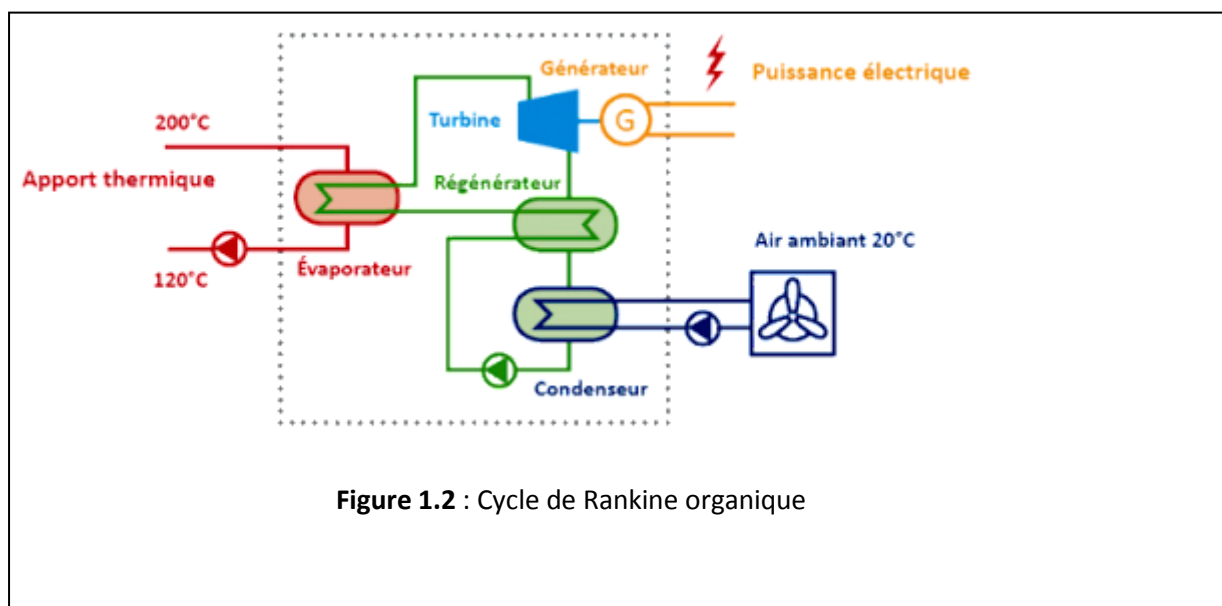 Générateur
Puissance électrique
G
Turbine
200°C
Apport thermique
Régénérateur
Air ambiant 20°C
Évaporateur
120°C
Condenseur
Figure 1.2 : Cycle de Rankine organique